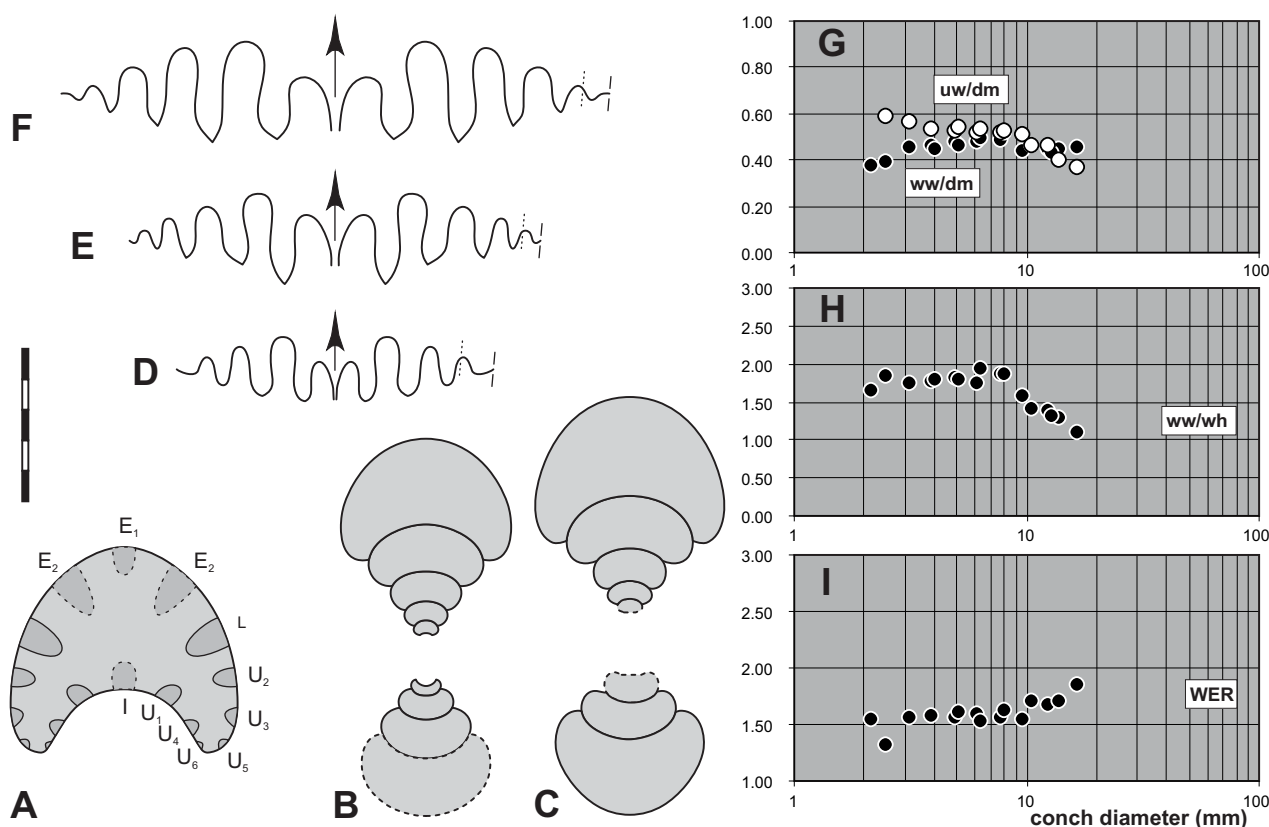 F
E
D
E1
E2 E2
L
U2
U3
I U1
U4
U6 U5
A B C
G
1.00
0.80
0.60
0.40
0.20
0.00
uw/dm
ww/dm
1 10 100
H
3.00
2.50
2.00
1.50
1.00
0.50
0.00
ww/wh
1 10 100
I
3.00
2.50
2.00
1.50
1.00
WER
1 10 100
conch diameter (mm)